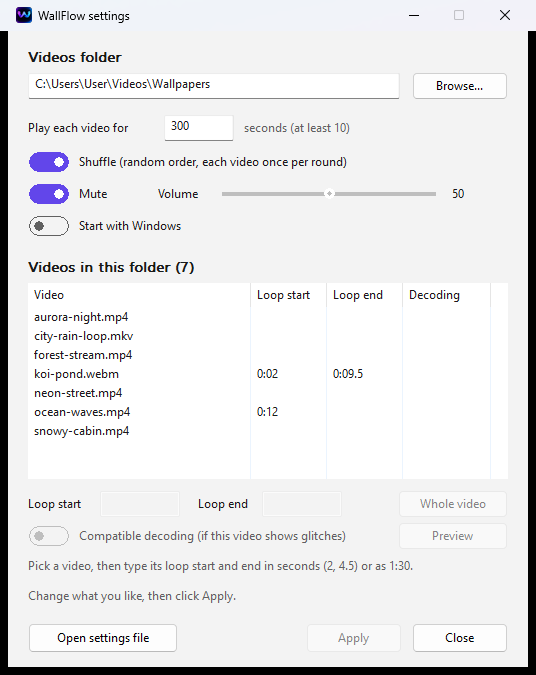 WallFlow settings
Videos folder
C:\Users\User\Videos\Wallpapers
Browse...
Play each video for 300 seconds (at least 10)
Shuffle (random order, each video once per round)
Mute Volume 50
Start with Windows
Videos in this folder (7)
Video Loop start Loop end Decoding
aurora-night.mp4
city-rain-loop.mkv
forest-stream.mp4
koi-pond.webm 0:02 0:09.5
neon-street.mp4
ocean-waves.mp4 0:12
snowy-cabin.mp4
Loop start Loop end Whole video
Compatible decoding (if this video shows glitches) Preview
Pick a video, then type its loop start and end in seconds (2, 4.5) or as 1:30.
Change what you like, then click Apply.
Open settings file Apply Close